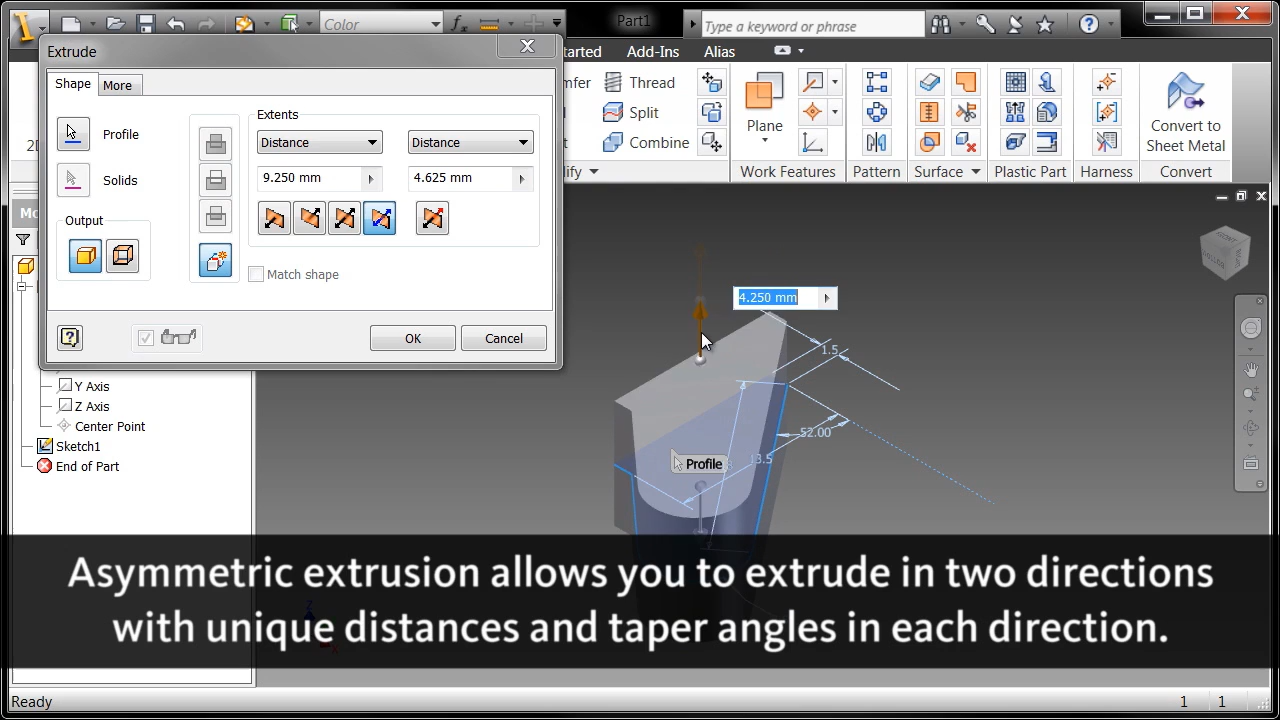 Color
Part1
Type a keyword or phrase
Extrude
Add-Ins
Alias
Shape
More
Profile
Solids
Output
Extents
Distance
Distance
9.250 mm
4.625 mm
Match shape
OK
Cancel
Thread
Split
Combine
Plane
Work Features
Pattern
Surface
Plastic Part
Harness
Convert to
Sheet Metal
Convert
Y Axis
Z Axis
Center Point
Sketch1
End of Part
4.250 mm
1.5
52.00
13.5
Profile
Asymmetric extrusion allows you to extrude in two directions
with unique distances and taper angles in each direction.
Ready
1 1